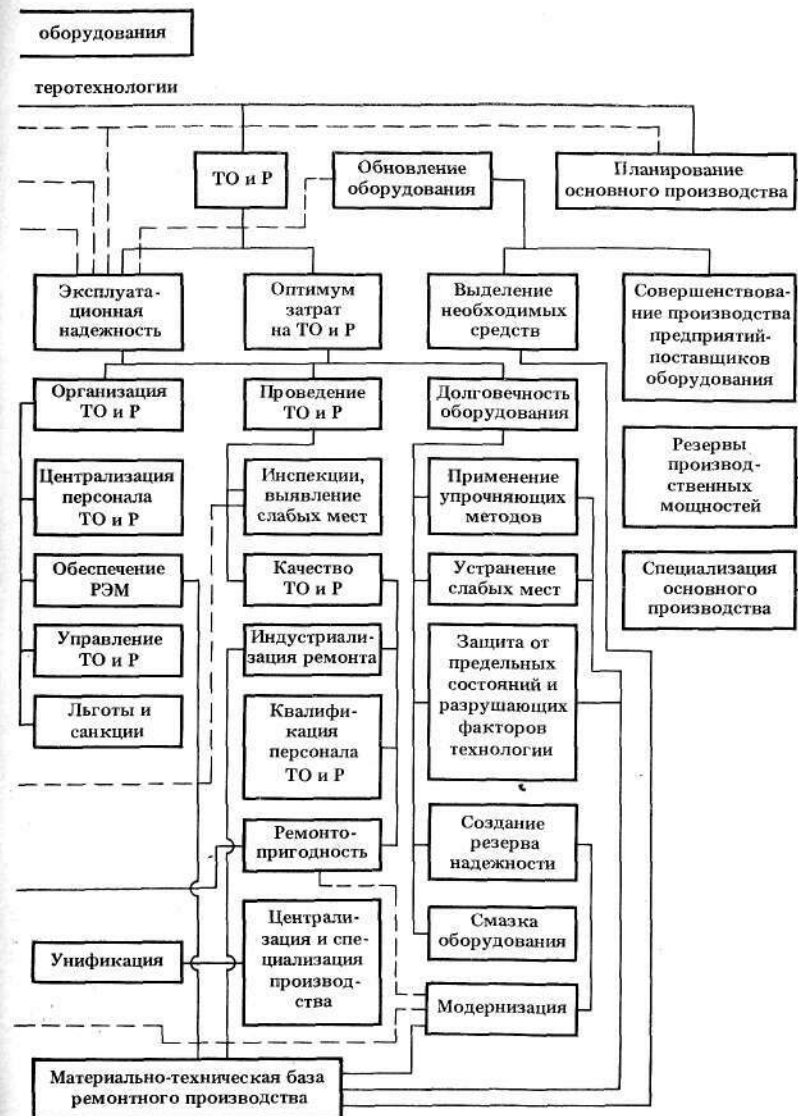 оборудования
теротехнологии
ТО и Р
Обновление
оборудования
Планирование
основного производства
Эксплуата-
ционная
надежность
Оптимум
затрат
на ТО и Р
Выделение
необходимых
средств
Совершенствова-
ние производства
предприятий-
поставщиков
оборудования
Организация
ТО и Р
Проведение
ТО и Р
Долговечность
оборудования
Резервы
производ-
ственных
мощностей
Централизация
персонала
ТО и Р
Инспекции,
выявление
слабых мест
Применение
упрочняющих
методов
Обеспечение
РЭМ
Качество
ТО и Р
Устранение
слабых мест
Специализация
основного
производства
Управление
ТО и Р
Индустриали-
зация ремонта
Защита от
предельных
состояний и
разрушающих
факторов
технологии
Льготы и
санкции
Квалифи-
кация
персонала
ТО и Р
Ремонто-
пригодность
Создание
резерва
надежности
Унификация
Централи-
зация и спе-
циализация
производ-
ства
Смазка
оборудования
Модернизация
Материально-техническая база
ремонтного производства